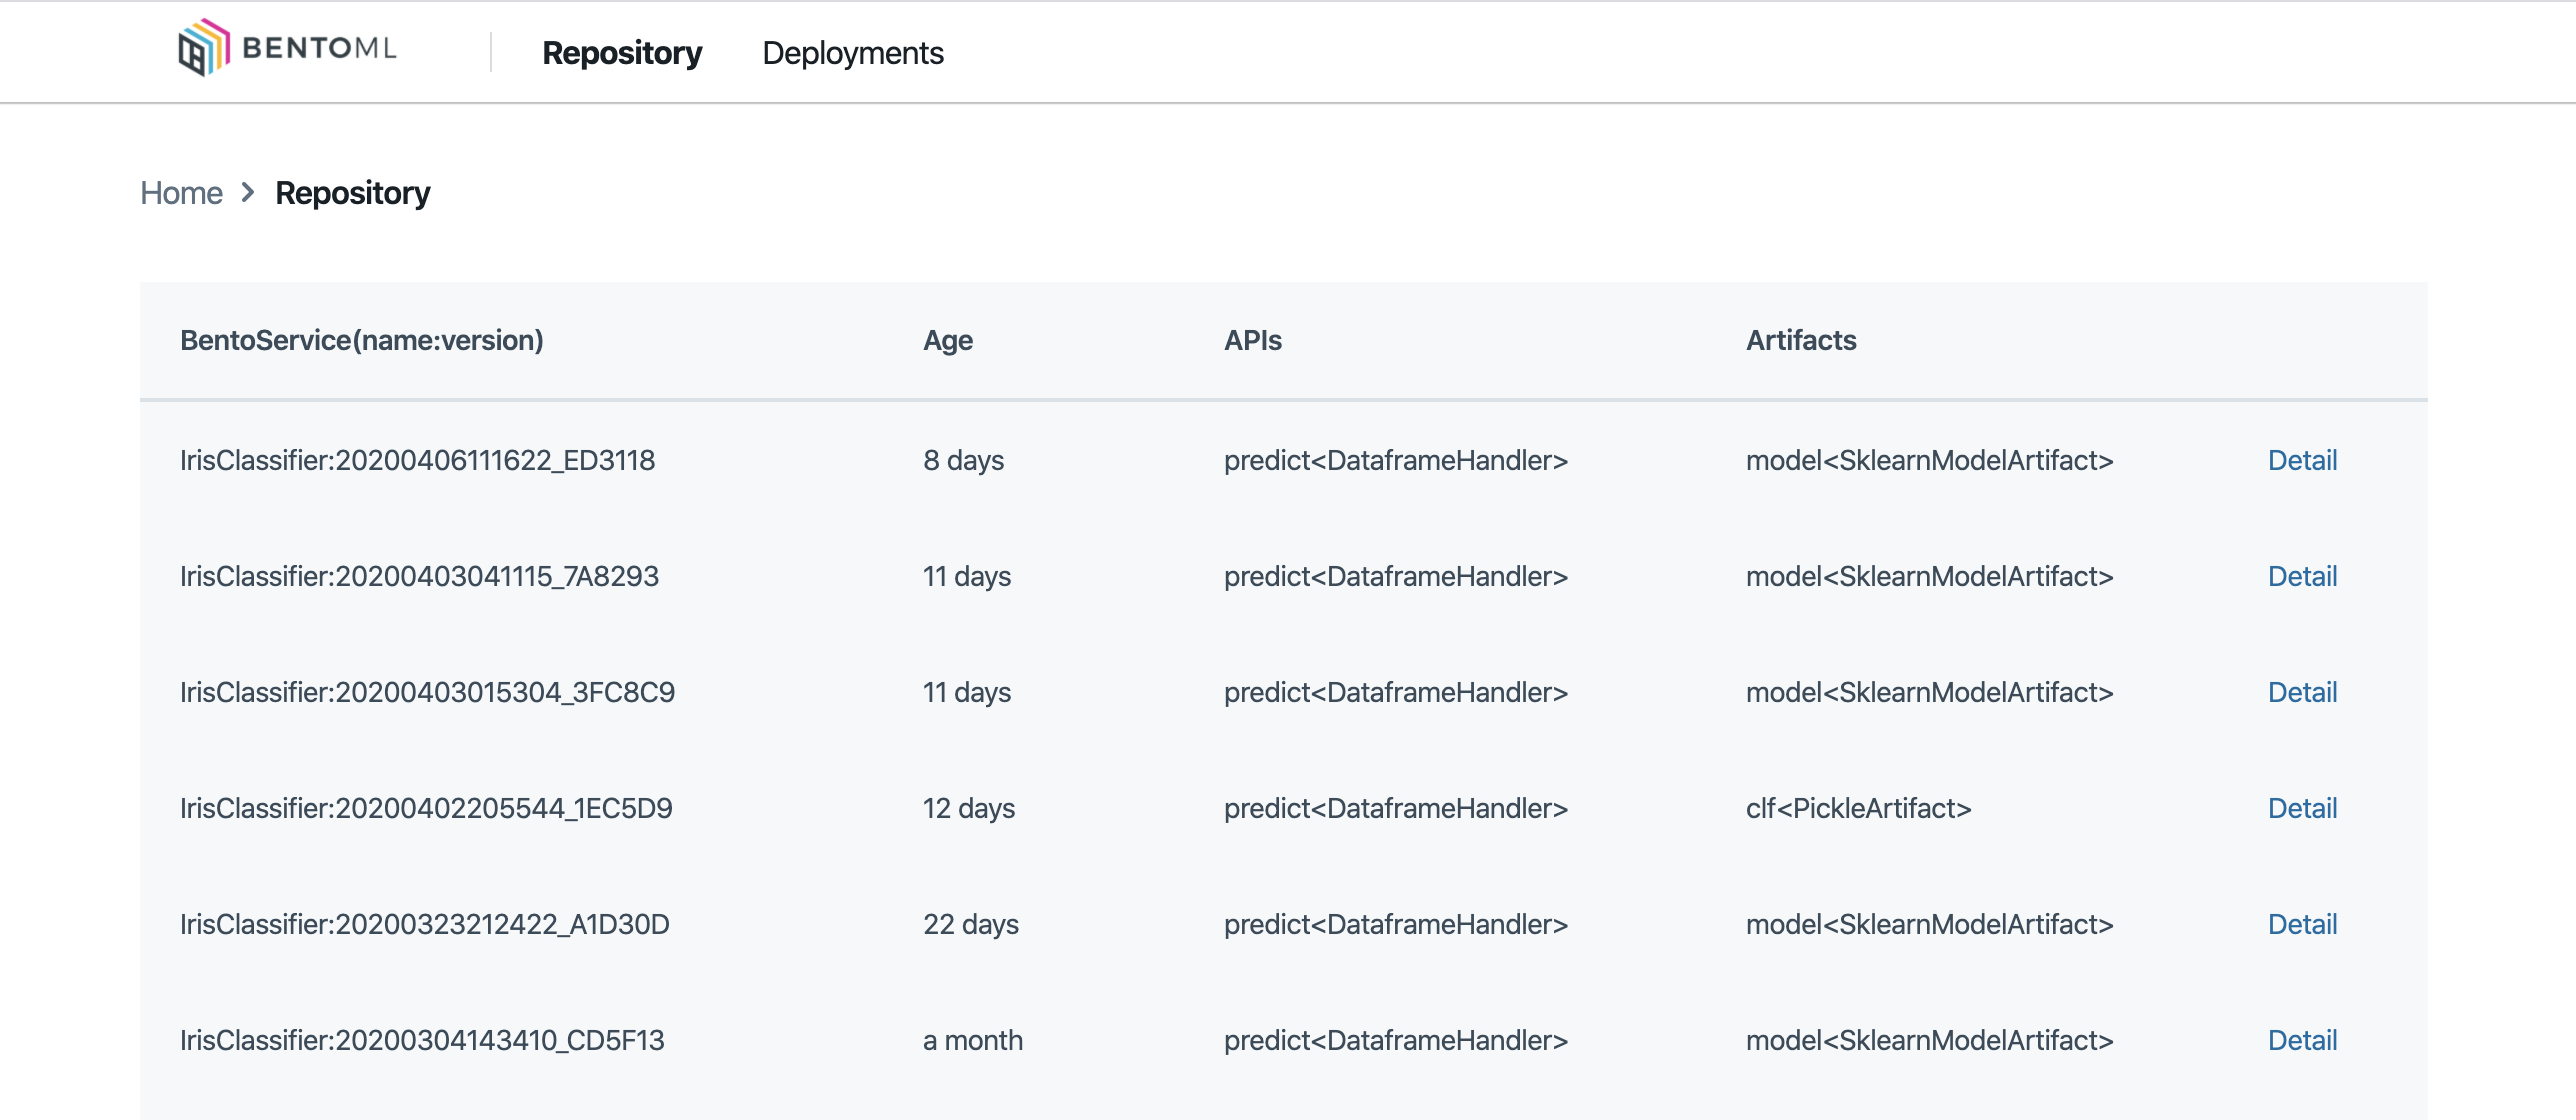 BENTOML Repository Deployments
Home > Repository
BentoService(name:version) Age APIs Artifacts
IrisClassifier:20200406111622_ED3118 8 days predict<DataframeHandler> model<SklearnModelArtifact> Detail
IrisClassifier:20200403041115_7A8293 11 days predict<DataframeHandler> model<SklearnModelArtifact> Detail
IrisClassifier:20200403015304_3FC8C9 11 days predict<DataframeHandler> model<SklearnModelArtifact> Detail
IrisClassifier:20200402205544_1EC5D9 12 days predict<DataframeHandler> clf<PickleArtifact> Detail
IrisClassifier:20200323212422_A1D30D 22 days predict<DataframeHandler> model<SklearnModelArtifact> Detail
IrisClassifier:20200304143410_CD5F13 a month predict<DataframeHandler> model<SklearnModelArtifact> Detail